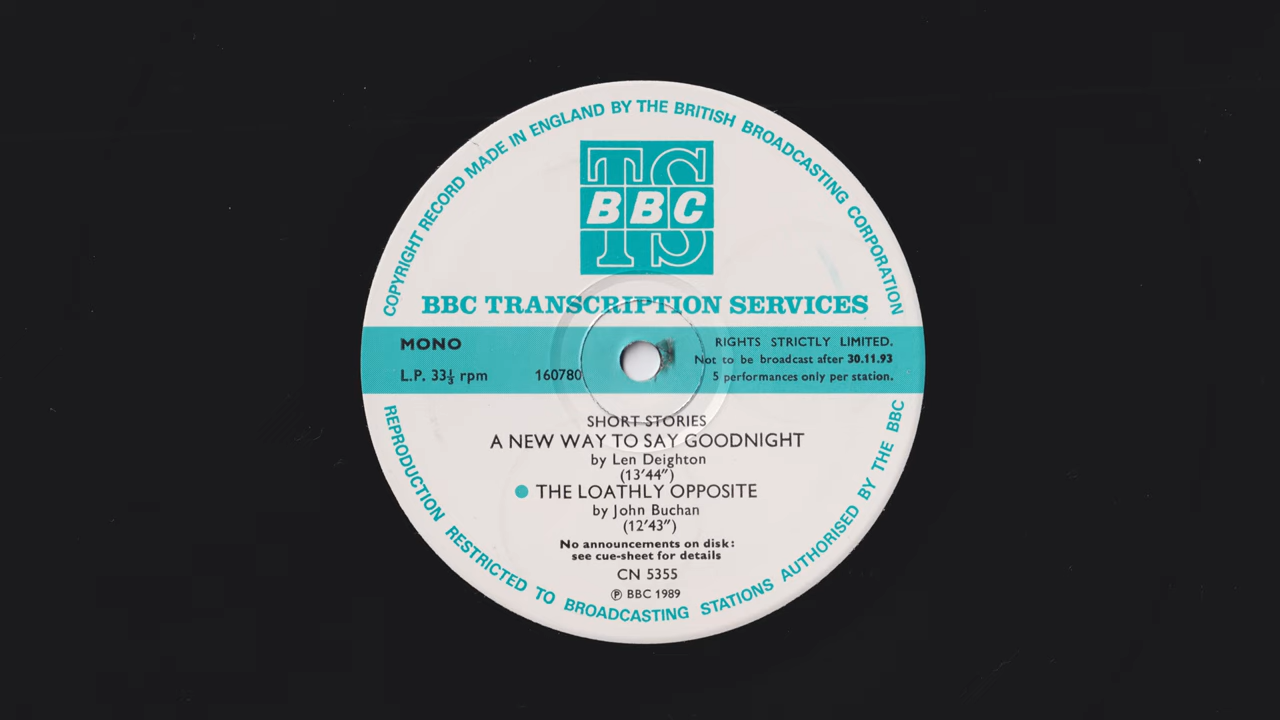 COPYRIGHT RECORD MADE IN ENGLAND BY THE BRITISH BROADCASTING CORPORATION
TS
BBC
BBC TRANSCRIPTION SERVICES
MONO
L.P. 33⅓ rpm
160780
RIGHTS STRICTLY LIMITED.
Not to be broadcast after 30.11.93
5 performances only per station.
SHORT STORIES
A NEW WAY TO SAY GOODNIGHT
by Len Deighton
(13′44″)
● THE LOATHLY OPPOSITE
by John Buchan
(12′43″)
No announcements on disk:
see cue-sheet for details
CN 5355
℗ BBC 1989
REPRODUCTION RESTRICTED TO BROADCASTING STATIONS AUTHORISED BY THE BBC